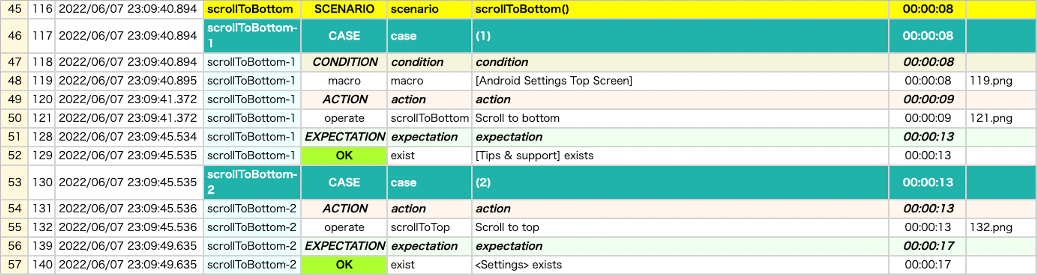 45 116 2022/06/07 23:09:40.894 scrollToBottom SCENARIO scenario scrollToBottom() 00:00:08
46 117 2022/06/07 23:09:40.894 scrollToBottom-1 CASE case (1) 00:00:08
47 118 2022/06/07 23:09:40.894 scrollToBottom-1 CONDITION condition condition 00:00:08
48 119 2022/06/07 23:09:40.895 scrollToBottom-1 macro macro [Android Settings Top Screen] 00:00:08 119.png
49 120 2022/06/07 23:09:41.372 scrollToBottom-1 ACTION action action 00:00:09
50 121 2022/06/07 23:09:41.372 scrollToBottom-1 operate scrollToBottom Scroll to bottom 00:00:09 121.png
51 128 2022/06/07 23:09:45.534 scrollToBottom-1 EXPECTATION expectation expectation 00:00:13
52 129 2022/06/07 23:09:45.535 scrollToBottom-1 OK exist [Tips & support] exists 00:00:13
53 130 2022/06/07 23:09:45.535 scrollToBottom-2 CASE case (2) 00:00:13
54 131 2022/06/07 23:09:45.536 scrollToBottom-2 ACTION action action 00:00:13
55 132 2022/06/07 23:09:45.536 scrollToBottom-2 operate scrollToTop Scroll to top 00:00:13 132.png
56 139 2022/06/07 23:09:49.635 scrollToBottom-2 EXPECTATION expectation expectation 00:00:17
57 140 2022/06/07 23:09:49.635 scrollToBottom-2 OK exist <Settings> exists 00:00:17